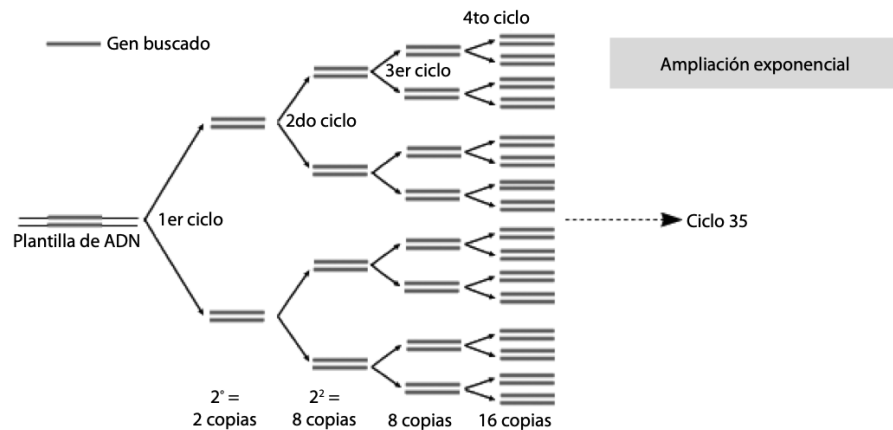 4to ciclo
Gen buscado
Ampliación exponencial
3er ciclo
2do ciclo
1er ciclo
Plantilla de ADN
Ciclo 35
2° =
2 copias
2² =
8 copias
8 copias
16 copias